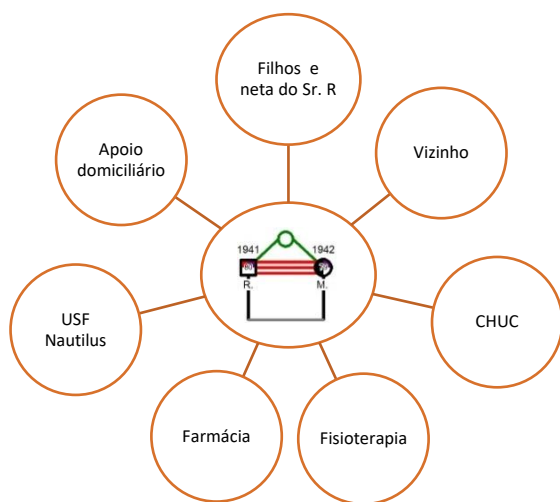 Filhos e
neta do Sr. R
Apoio
domiciliário
Vizinho
1941 1942
R. M.
USF
Nautilus
CHUC
Farmácia
Fisioterapia